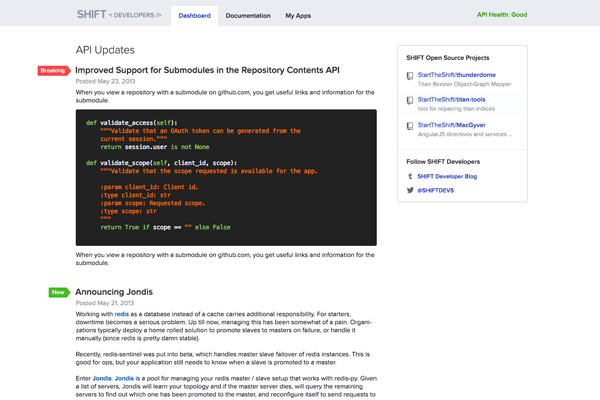 SHIFT < DEVELOPERS />
Dashboard
Documentation
My Apps
API Health: Good
API Updates
Breaking
Improved Support for Submodules in the Repository Contents API
Posted May 23, 2013
When you view a repository with a submodule on github.com, you get useful links and information for the
submodule.
def validate_access(self):
"""Validate that an OAuth token can be generated from the
current session."""
return session.user is not None
def validate_scope(self, client_id, scope):
"""Validate that the scope requested is available for the app.
:param client_id: Client id.
:type client_id: str
:param scope: Requested scope.
:type scope: str
"""
return True if scope == "" else False
When you view a repository with a submodule on github.com, you get useful links and information for the
submodule.
New
Announcing Jondis
Posted May 21, 2013
Working with redis as a database instead of a cache carries additional responsibility. For starters,
downtime becomes a serious problem. Up till now, managing this has been somewhat of a pain. Organi-
zations typically deploy a home rolled solution to promote slaves to masters on failure, or handle it
manually (since redis is pretty damn stable).
Recently, redis-sentinel was put into beta, which handles master slave failover of redis instances. This is
good for ops, but your application still needs to know when a slave is promoted to a master.
Enter Jondis. Jondis is a pool for managing your redis master / slave setup that works with redis-py. Given
a list of servers, Jondis will learn your topology and if the master server dies, will query the remaining
servers to find out which one has been promoted to the master, and reconfigure itself to send requests to
SHIFT Open Source Projects
StartTheShift/thunderdome
Titan Rexster Object-Graph Mapper
StartTheShift/titan-tools
tool for repairing titan indices
StartTheShift/MacGyver
AngularJS directives and services ...
Follow SHIFT Developers
SHIFT Developer Blog
@SHIFTDEVS